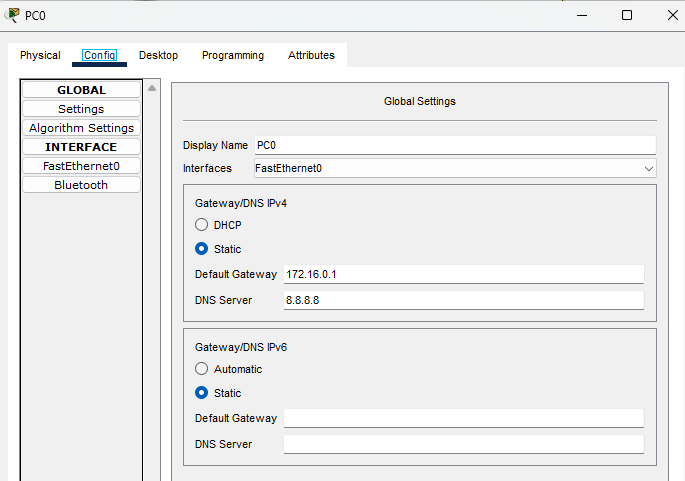 PC0
Physical Config Desktop Programming Attributes
GLOBAL
Settings
Algorithm Settings
INTERFACE
FastEthernet0
Bluetooth
Global Settings
Display Name PC0
Interfaces FastEthernet0
Gateway/DNS IPv4
DHCP
Static
Default Gateway 172.16.0.1
DNS Server 8.8.8.8
Gateway/DNS IPv6
Automatic
Static
Default Gateway
DNS Server